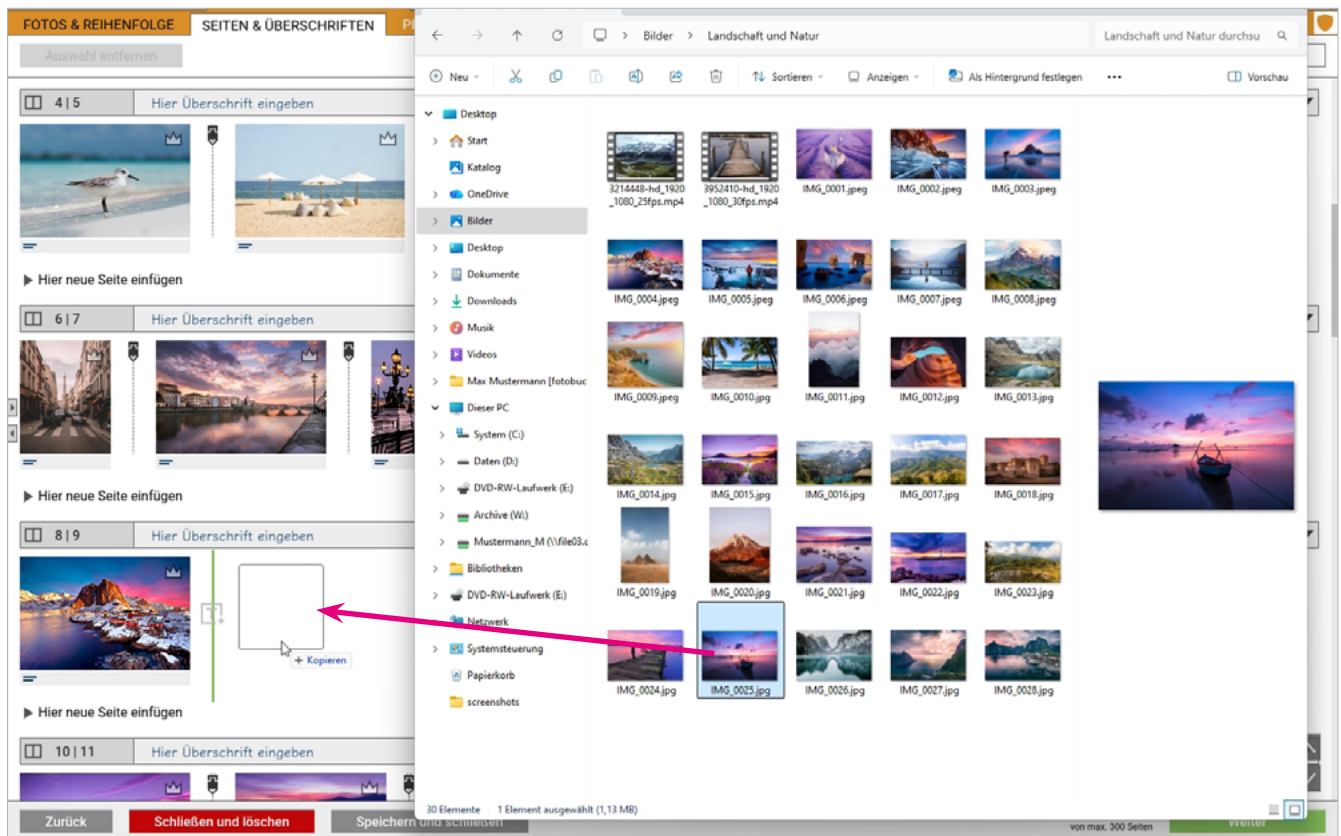 FOTOS & REIHENFOLGE
SEITEN & ÜBERSCHRIFTEN
Auswahl entfernen
4|5
Hier Überschrift eingeben
Hier neue Seite einfügen
6|7
Hier Überschrift eingeben
Hier neue Seite einfügen
8|9
Hier Überschrift eingeben
+ Kopieren
Hier neue Seite einfügen
10|11
Hier Überschrift eingeben
Zurück
Schließen und löschen
Speichern und schließen
von max. 300 Seiten
Weiter
> Bilder > Landschaft und Natur
Landschaft und Natur durchsu
Neu
Sortieren
Anzeigen
Als Hintergrund festlegen
Vorschau
Desktop
Start
Katalog
OneDrive
Bilder
Desktop
Dokumente
Downloads
Musik
Videos
Max Mustermann [fotobuc
Dieser PC
System (C:)
Daten (D:)
DVD-RW-Laufwerk (E:)
Archive (W:)
Mustermann_M (\\file03.c
Bibliotheken
DVD-RW-Laufwerk (E:)
Netzwerk
Systemsteuerung
Papierkorb
screenshots
3214448-hd_1920
_1080_25fps.mp4
3952410-hd_1920
_1080_30fps.mp4
IMG_0001.jpeg
IMG_0002.jpeg
IMG_0003.jpeg
IMG_0004.jpeg
IMG_0005.jpeg
IMG_0006.jpeg
IMG_0007.jpeg
IMG_0008.jpeg
IMG_0009.jpeg
IMG_0010.jpg
IMG_0011.jpg
IMG_0012.jpg
IMG_0013.jpg
IMG_0014.jpg
IMG_0015.jpg
IMG_0016.jpg
IMG_0017.jpg
IMG_0018.jpg
IMG_0019.jpg
IMG_0020.jpg
IMG_0021.jpg
IMG_0022.jpg
IMG_0023.jpg
IMG_0024.jpg
IMG_0025.jpg
IMG_0026.jpg
IMG_0027.jpg
IMG_0028.jpg
30 Elemente
1 Element ausgewählt (1,13 MB)